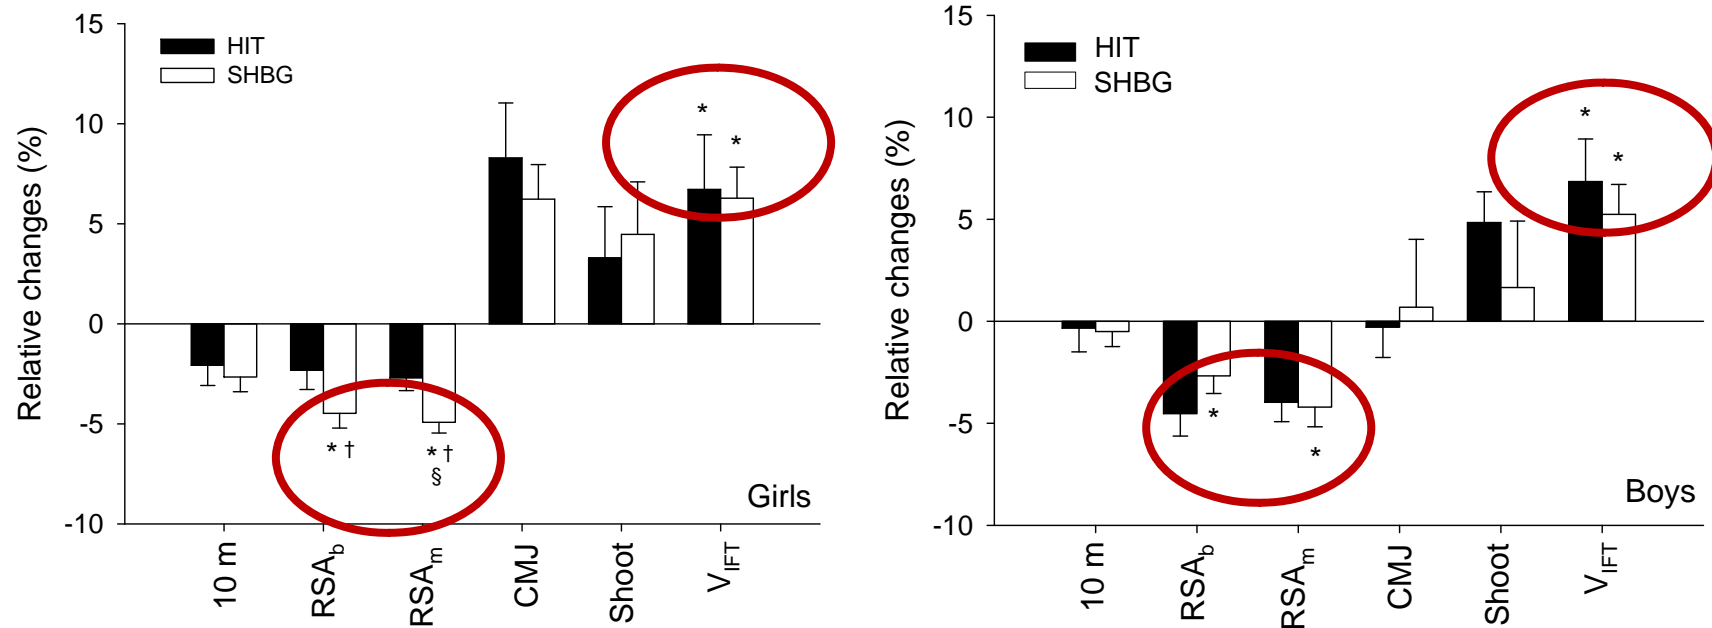 Relative changes (%)
15
10
5
0
-5
-10
HIT
SHBG
*
*
* †
* †
§
Girls
10 m
RSAb
RSAm
CMJ
Shoot
VIFT
Relative changes (%)
15
10
5
0
-5
-10
HIT
SHBG
*
*
*
*
Boys
10 m
RSAb
RSAm
CMJ
Shoot
VIFT